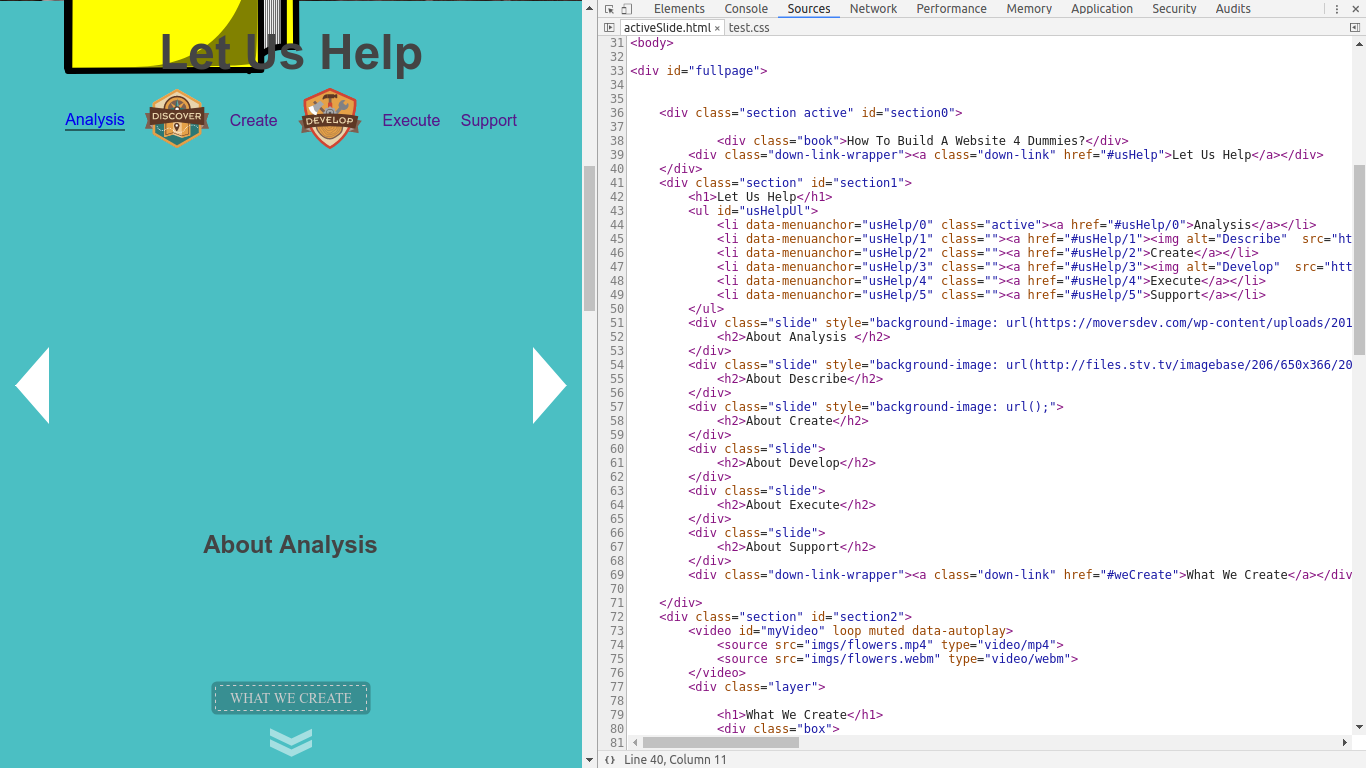 Let Us Help
Analysis DISCOVER Create DEVELOP Execute Support
About Analysis
WHAT WE CREATE
Elements Console Sources Network Performance Memory Application Security Audits
activeSlide.html × test.css
31 <body>
32
33 <div id="fullpage">
34
35
36 <div class="section active" id="section0">
37
38 <div class="book">How To Build A Website 4 Dummies?</div>
39 <div class="down-link-wrapper"><a class="down-link" href="#usHelp">Let Us Help</a></div>
40 </div>
41 <div class="section" id="section1">
42 <h1>Let Us Help</h1>
43 <ul id="usHelpUl">
44 <li data-menuanchor="usHelp/0" class="active"><a href="#usHelp/0">Analysis</a></li>
45 <li data-menuanchor="usHelp/1" class=""><a href="#usHelp/1"><img alt="Describe" src="ht
46 <li data-menuanchor="usHelp/2" class=""><a href="#usHelp/2">Create</a></li>
47 <li data-menuanchor="usHelp/3" class=""><a href="#usHelp/3"><img alt="Develop" src="htt
48 <li data-menuanchor="usHelp/4" class=""><a href="#usHelp/4">Execute</a></li>
49 <li data-menuanchor="usHelp/5" class=""><a href="#usHelp/5">Support</a></li>
50 </ul>
51 <div class="slide" style="background-image: url(https://moversdev.com/wp-content/uploads/201
52 <h2>About Analysis </h2>
53 </div>
54 <div class="slide" style="background-image: url(http://files.stv.tv/imagebase/206/650x366/20
55 <h2>About Describe</h2>
56 </div>
57 <div class="slide" style="background-image: url();">
58 <h2>About Create</h2>
59 </div>
60 <div class="slide">
61 <h2>About Develop</h2>
62 </div>
63 <div class="slide">
64 <h2>About Execute</h2>
65 </div>
66 <div class="slide">
67 <h2>About Support</h2>
68 </div>
69 <div class="down-link-wrapper"><a class="down-link" href="#weCreate">What We Create</a></div
70
71 </div>
72 <div class="section" id="section2">
73 <video id="myVideo" loop muted data-autoplay>
74 <source src="imgs/flowers.mp4" type="video/mp4">
75 <source src="imgs/flowers.webm" type="video/webm">
76 </video>
77 <div class="layer">
78
79 <h1>What We Create</h1>
80 <div class="box">
81
{} Line 40, Column 11